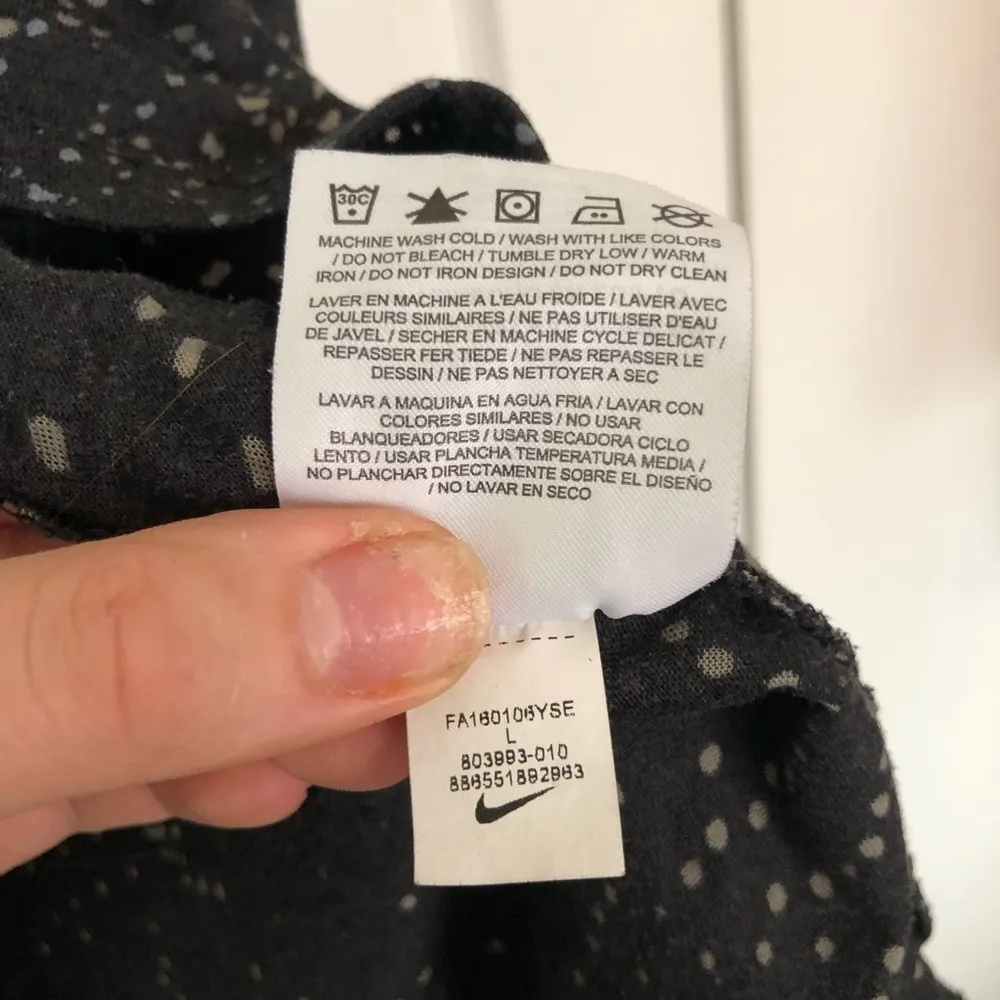 30C
MACHINE WASH COLD / WASH WITH LIKE COLORS
/ DO NOT BLEACH / TUMBLE DRY LOW / WARM
IRON / DO NOT IRON DESIGN / DO NOT DRY CLEAN
LAVER EN MACHINE A L'EAU FROIDE / LAVER AVEC
COULEURS SIMILAIRES / NE PAS UTILISER D'EAU
DE JAVEL / SECHER EN MACHINE CYCLE DELICAT /
REPASSER FER TIEDE / NE PAS REPASSER LE
DESSIN / NE PAS NETTOYER A SEC
LAVAR A MAQUINA EN AGUA FRIA / LAVAR CON
COLORES SIMILARES / NO USAR
BLANQUEADORES / USAR SECADORA CICLO
LENTO / USAR PLANCHA TEMPERATURA MEDIA /
NO PLANCHAR DIRECTAMENTE SOBRE EL DISEÑO
/ NO LAVAR EN SECO
FA160106YSE
L
803993-010
886551892963